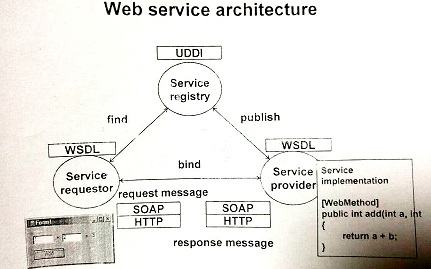 Web service architecture
UDDI
Service
registry
find
publish
WSDL
WSDL
Service
requestor
bind
Service
provider
request message
SOAP
HTTP
SOAP
HTTP
response message
Service
implementation
[WebMethod]
public int add(int a, int
{
return a + b;
}
Form1